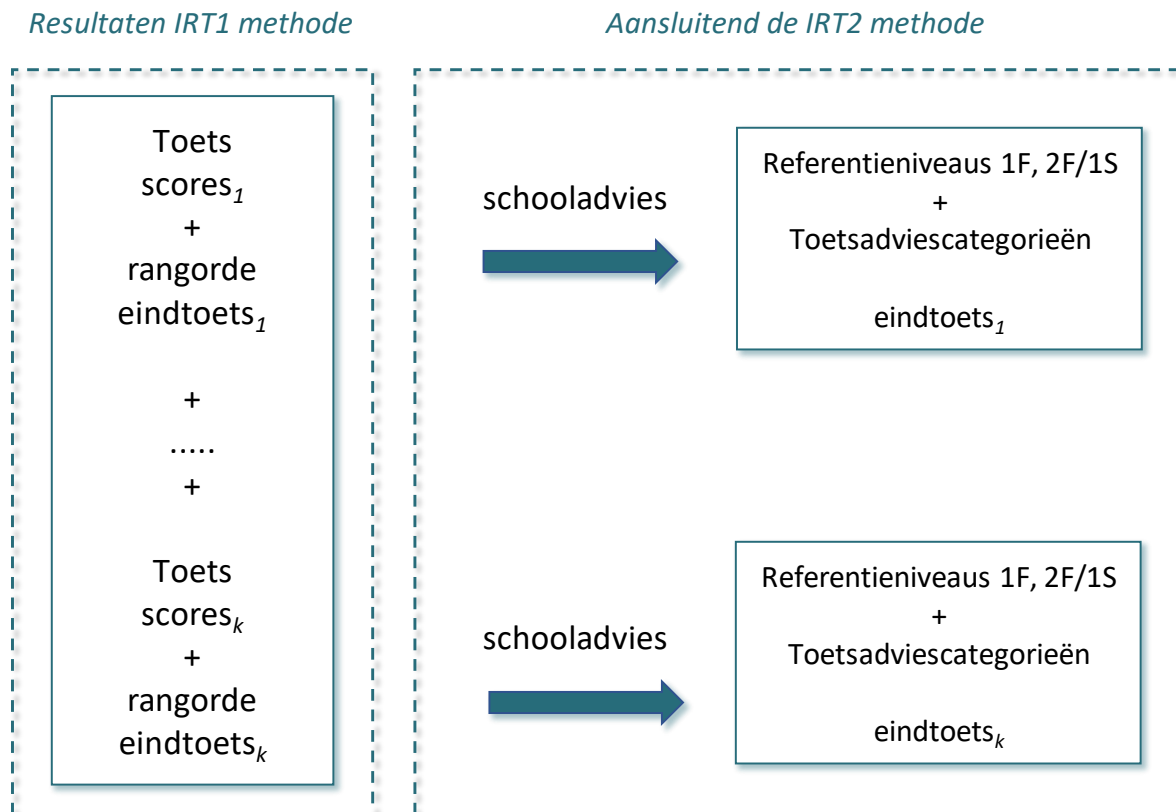 Resultaten IRT1 methode
Aansluitend de IRT2 methode
Toets
scores1
+
rangorde
eindtoets1
+
.....
+
Toets
scoresk
+
rangorde
eindtoetsk
schooladvies
Referentieniveaus 1F, 2F/1S
+
Toetsadviescategorieën
eindtoets1
schooladvies
Referentieniveaus 1F, 2F/1S
+
Toetsadviescategorieën
eindtoetsk